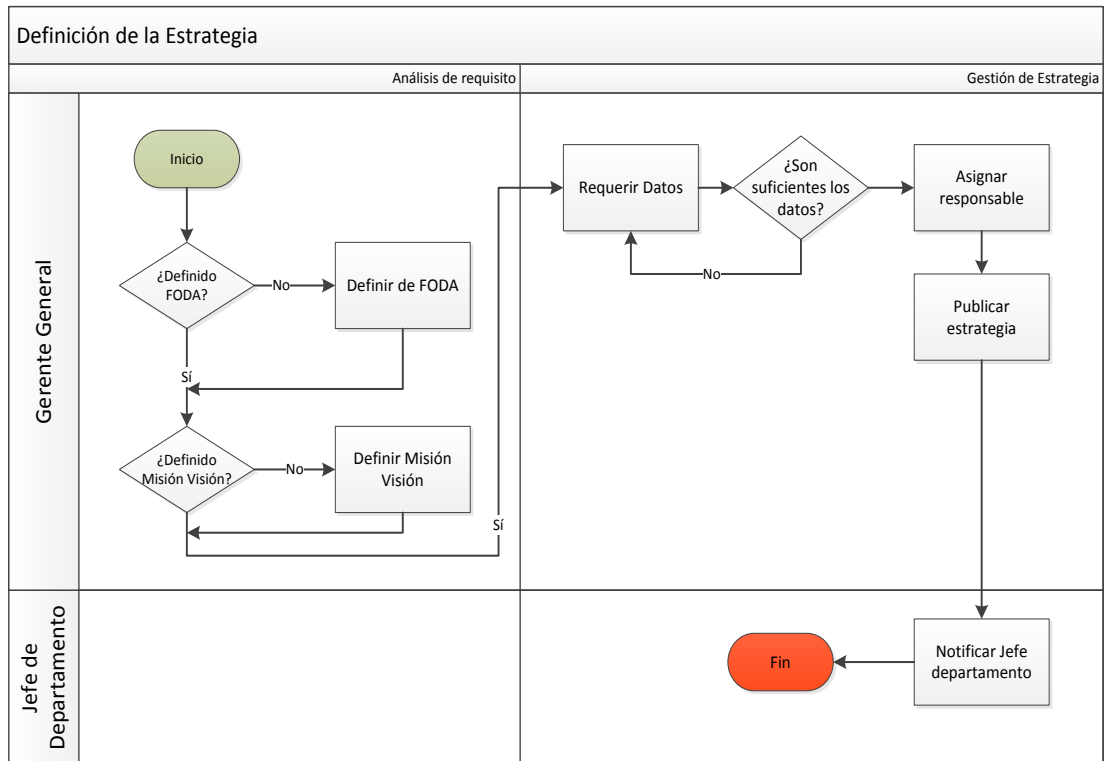 Definición de la Estrategia
Análisis de requisito
Gestión de Estrategia
Gerente General
Inicio
¿Definido
FODA?
No
Definir de FODA
Sí
¿Definido
Misión Visión?
No
Definir Misión
Visión
Sí
Requerir Datos
¿Son
suficientes los
datos?
No
Asignar
responsable
Publicar
estrategia
Jefe de
Departamento
Notificar Jefe
departamento
Fin